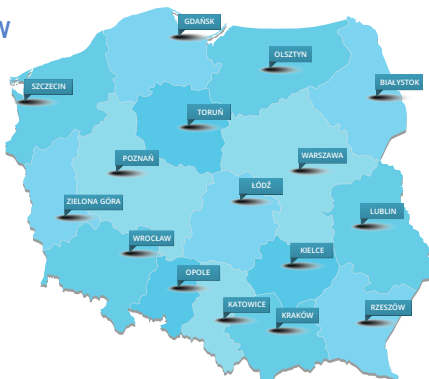 W
GDAŃSK
OLSZTYN
SZCZECIN
BIAŁYSTOK
TORUŃ
POZNAŃ
WARSZAWA
ŁÓDŹ
ZIELONA GÓRA
LUBLIN
WROCŁAW
KIELCE
OPOLE
KATOWICE
KRAKÓW
RZESZÓW